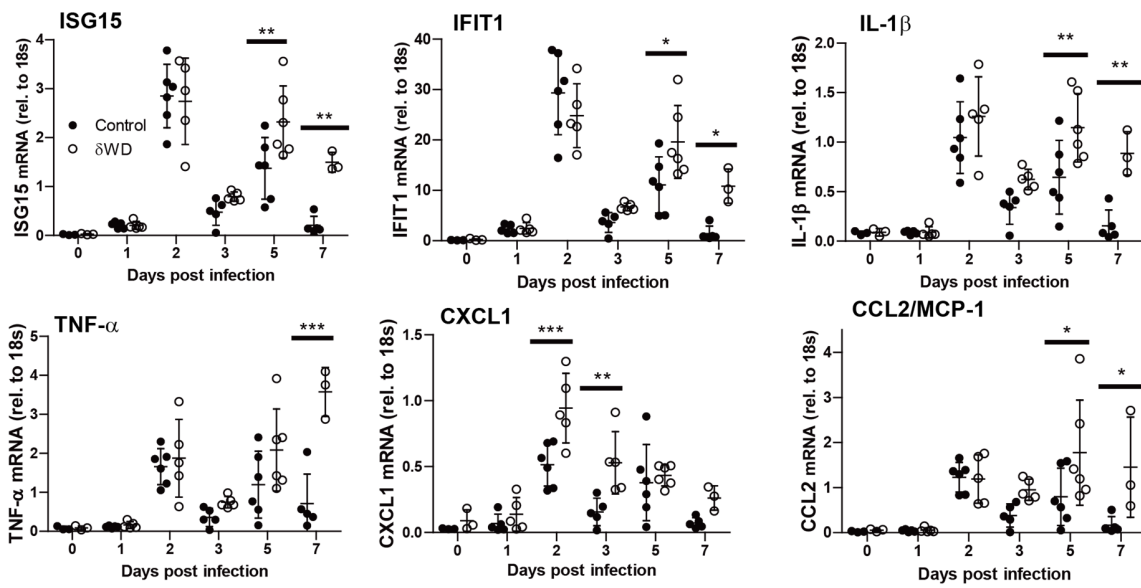 ISG15
ISG15 mRNA (rel. to 18s)
4
3
2
1
0
Control
δWD
**
**
0 1 2 3 5 7
Days post infection
IFIT1
IFIT1 mRNA (rel. to 18s)
40
30
20
10
0
*
*
0 1 2 3 5 7
Days post infection
IL-1β
IL-1β mRNA (rel. to 18s)
2.0
1.5
1.0
0.5
0.0
**
**
0 1 2 3 5 7
Days post infection
TNF-α
TNF-α mRNA (rel. to 18s)
5
4
3
2
1
0
***
0 1 2 3 5 7
Days post infection
CXCL1
CXCL1 mRNA (rel. to 18s)
1.5
1.0
0.5
0.0
***
**
0 1 2 3 5 7
Days post infection
CCL2/MCP-1
CCL2 mRNA (rel. to 18s)
4
3
2
1
0
*
*
0 1 2 3 5 7
Days post infection